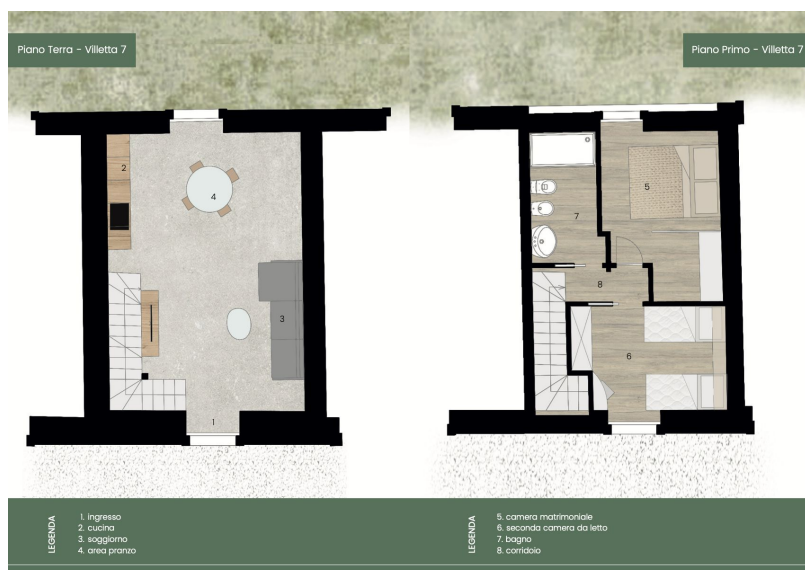 Piano Terra - Villetta 7
Piano Primo - Villetta 7
2
4
3
1
5
7
8
6
LEGENDA
1. ingresso
2. cucina
3. soggiorno
4. area pranzo
LEGENDA
5. camera matrimoniale
6. seconda camera da letto
7. bagno
8. corridoio